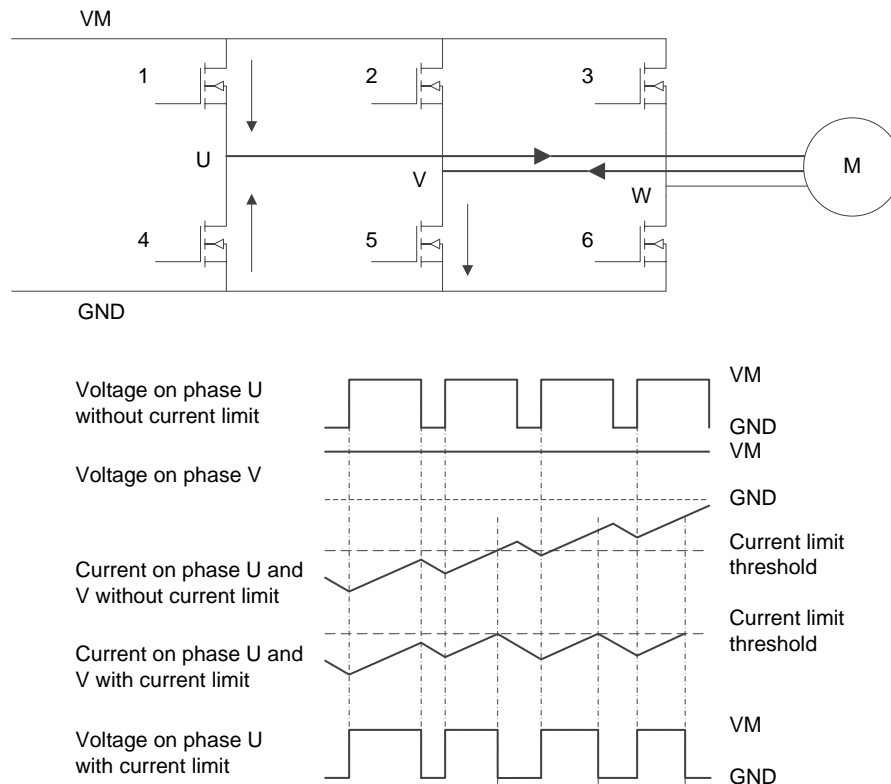 VM
1
2
3
U
V
W
M
4
5
6
GND
Voltage on phase U
without current limit
VM
GND
Voltage on phase V
VM
GND
Current on phase U and
V without current limit
Current limit
threshold
Current on phase U and
V with current limit
Current limit
threshold
Voltage on phase U
with current limit
VM
GND